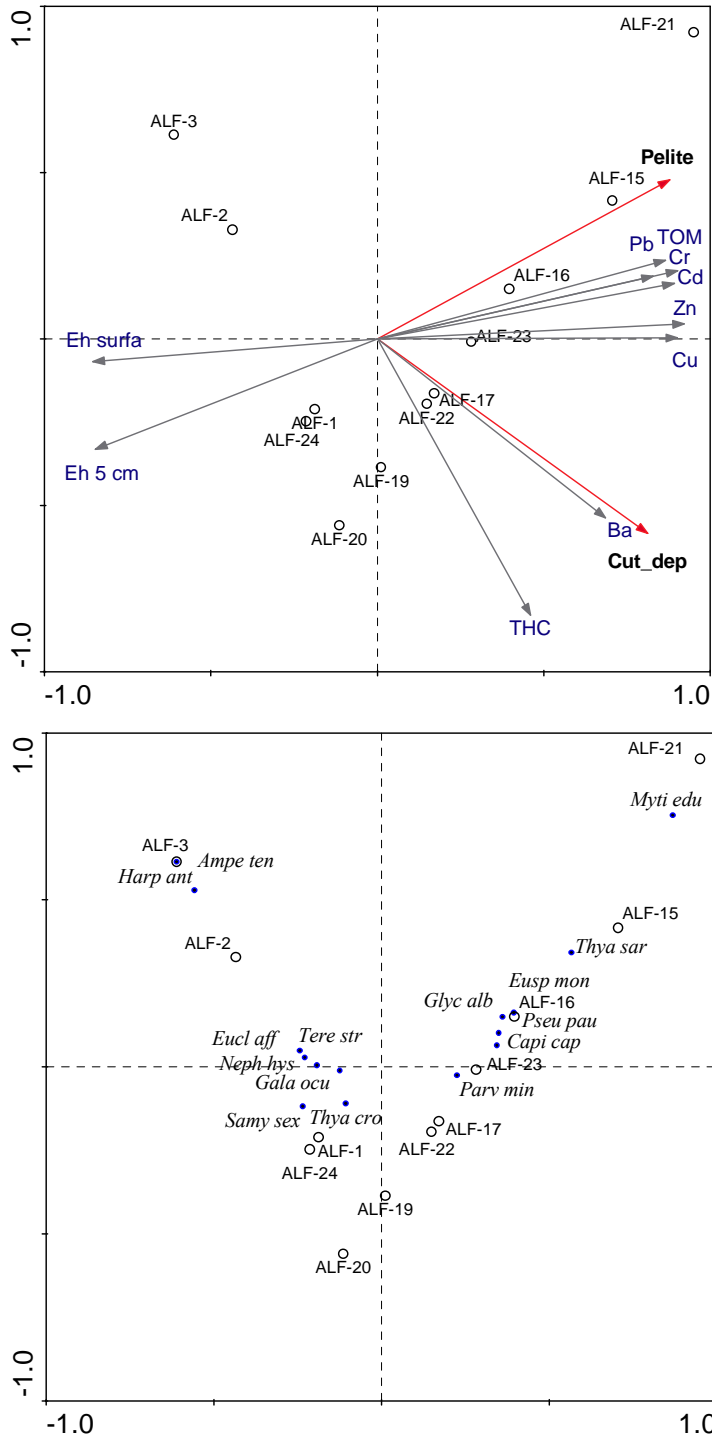 1.0
ALF-21
ALF-3
Pelite
ALF-15
ALF-2
Pb TOM
Cr
ALF-16
Cd
Zn
ALF-23
Eh surfa
Cu
ALF-17
ALF-1
ALF-22
ALF-24
Eh 5 cm
ALF-19
Ba
ALF-20
Cut_dep
THC
-1.0
-1.0 1.0
1.0
ALF-21
Myti edu
ALF-3
Ampe ten
Harp ant
ALF-15
ALF-2
Thya sar
Eusp mon
Glyc alb
ALF-16
Pseu pau
Eucl aff Tere str
Capi cap
Neph hys
ALF-23
Gala ocu
Parv min
Samy sex Thya cro
ALF-17
ALF-1
ALF-22
ALF-24
ALF-19
ALF-20
-1.0
-1.0 1.0